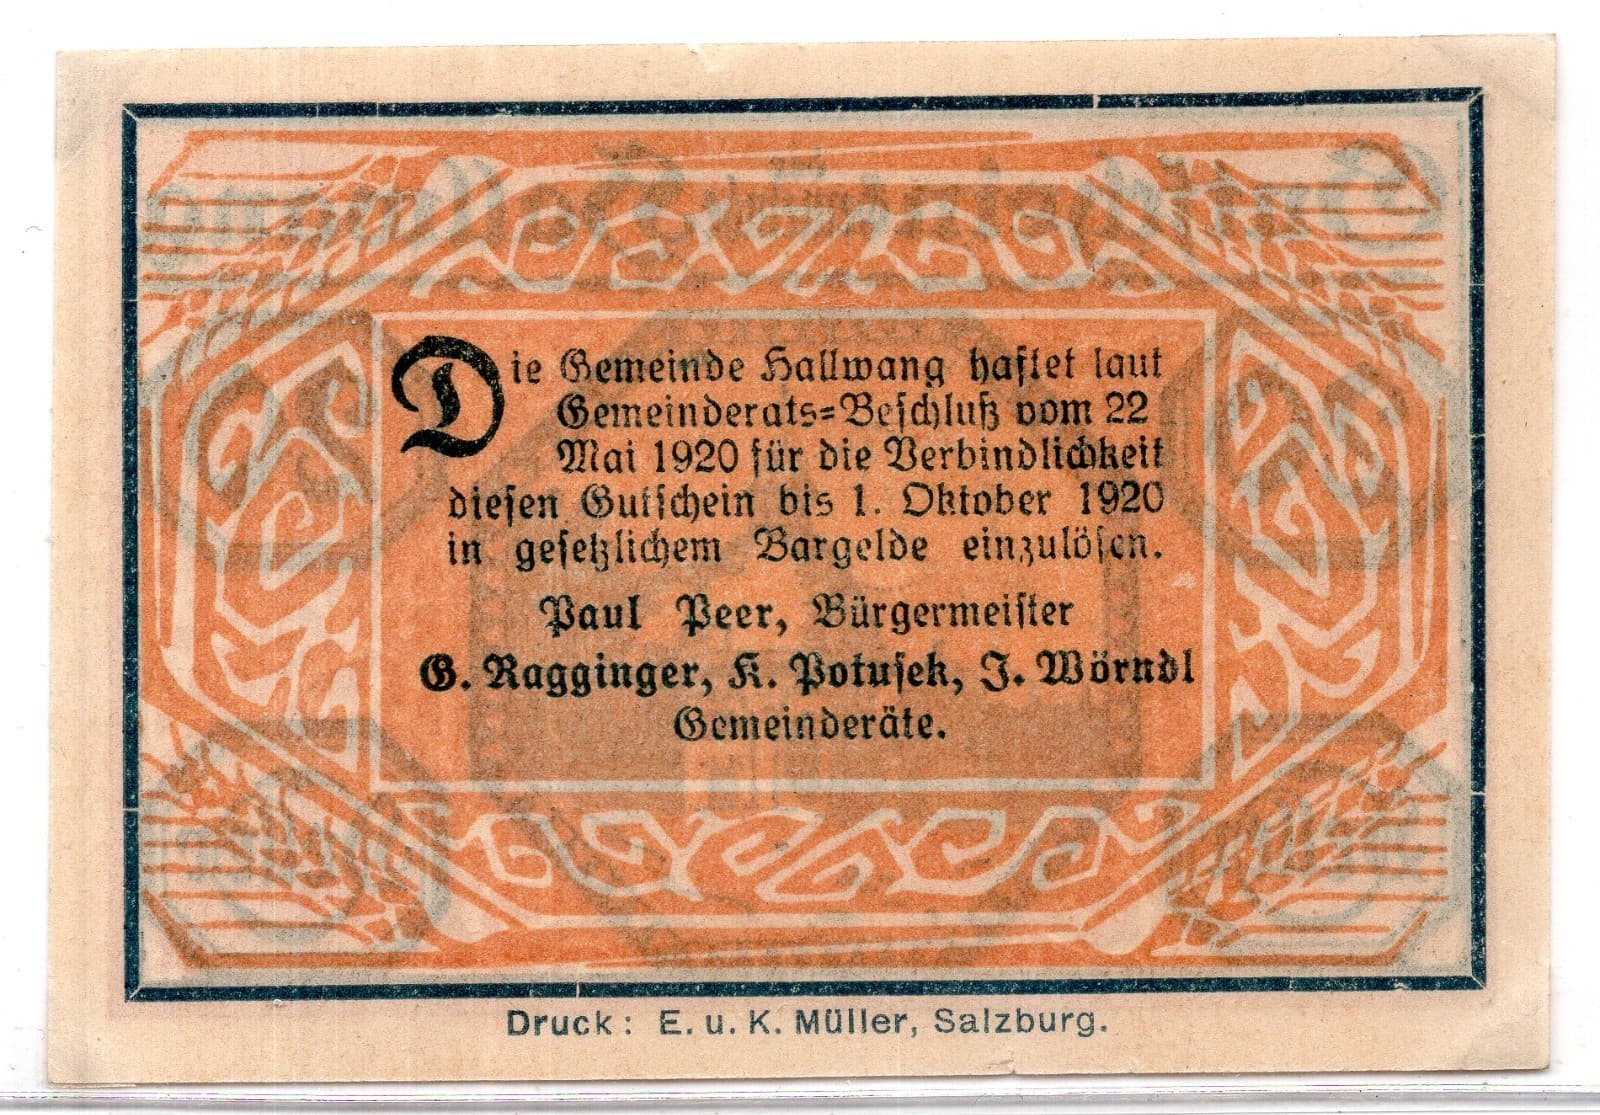 Die Gemeinde Hallwang haftet laut
Gemeinderats=Beschluß vom 22
Mai 1920 für die Verbindlichkeit
diesen Gutschein bis 1. Oktober 1920
in gesetzlichem Bargelde einzulösen.
Paul Peer, Bürgermeister
G. Ragginger, K. Potusek, J. Wörndl
Gemeinderäte.
Druck: E. u. K. Müller, Salzburg.